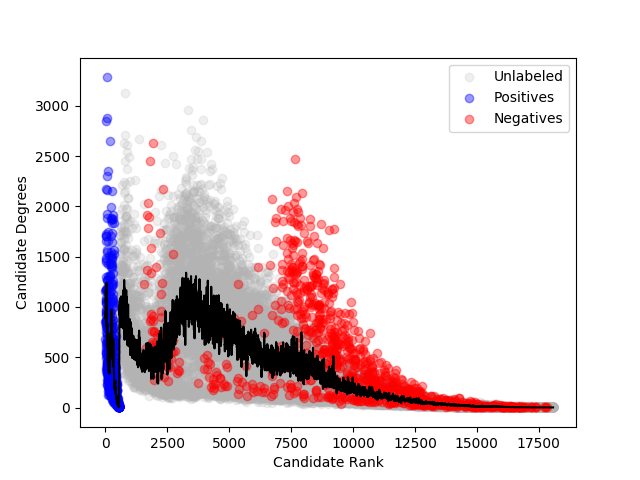 Unlabeled
Positives
Negatives
3000
2500
2000
1500
1000
500
0
Candidate Degrees
0 2500 5000 7500 10000 12500 15000 17500
Candidate Rank